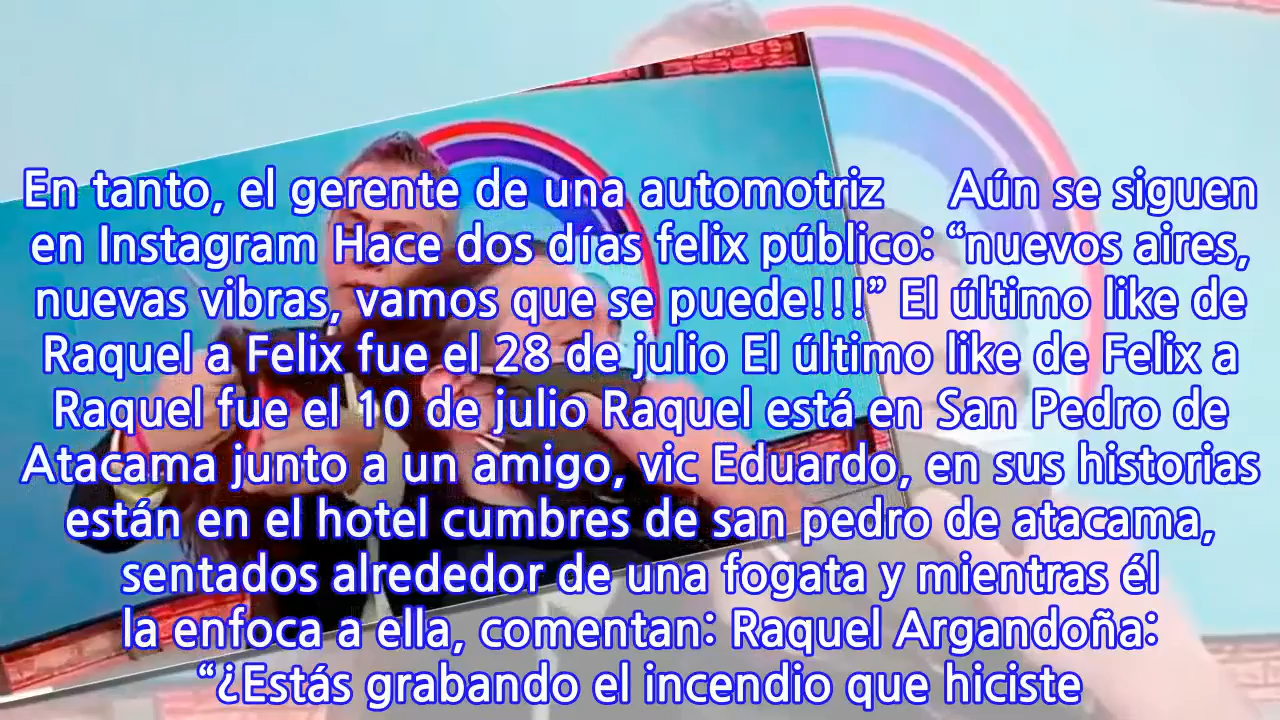 En tanto, el gerente de una automotriz     Aún se siguen
en Instagram Hace dos días felix público: “nuevos aires,
nuevas vibras, vamos que se puede!!!” El último like de
Raquel a Felix fue el 28 de julio El último like de Felix a
Raquel fue el 10 de julio Raquel está en San Pedro de
Atacama junto a un amigo, vic Eduardo, en sus historias
están en el hotel cumbres de san pedro de atacama,
sentados alrededor de una fogata y mientras él
la enfoca a ella, comentan: Raquel Argandoña:
“¿Estás grabando el incendio que hiciste